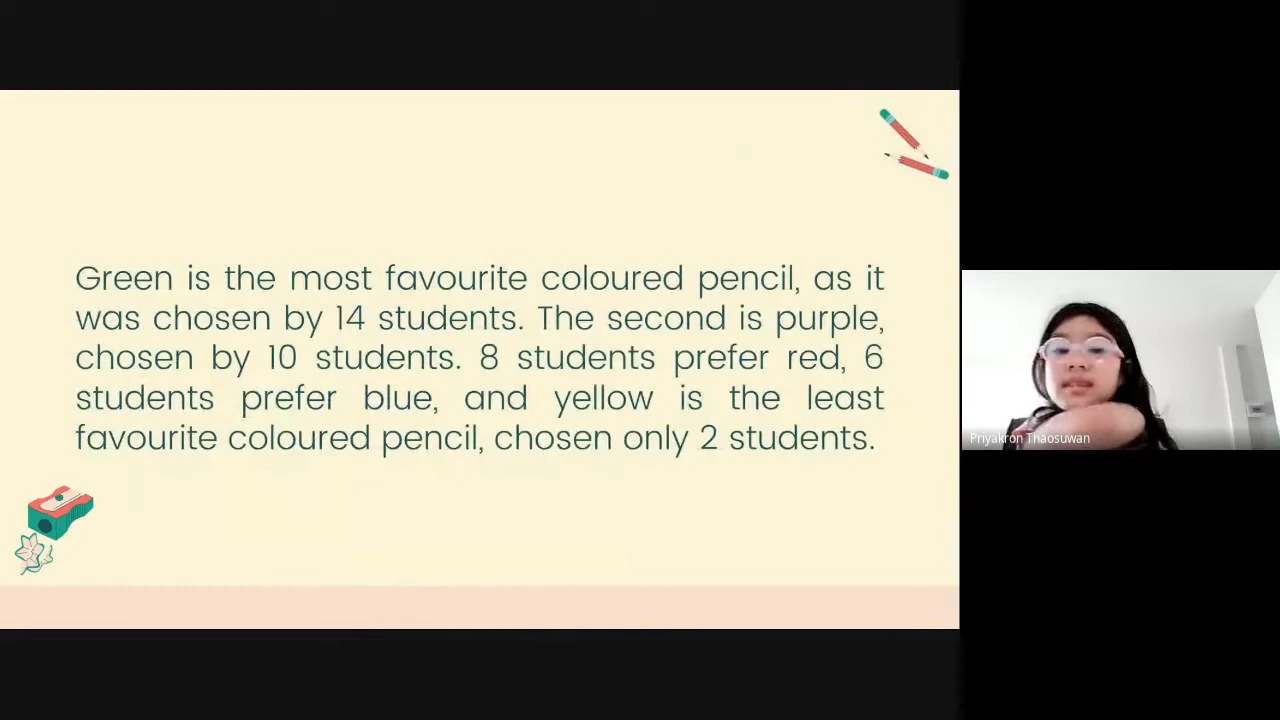 Green is the most favourite coloured pencil, as it
was chosen by 14 students. The second is purple,
chosen by 10 students. 8 students prefer red, 6
students prefer blue, and yellow is the least
favourite coloured pencil, chosen only 2 students.
Priyakron Thaosuwan